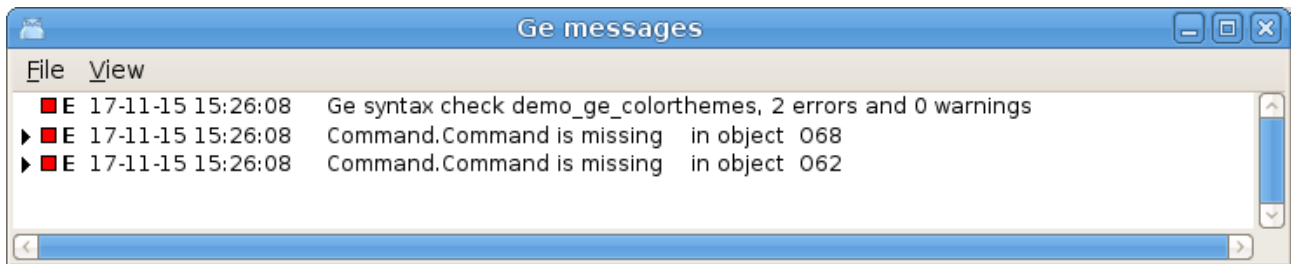 Ge messages
File View
E 17-11-15 15:26:08 Ge syntax check demo_ge_colorthemes, 2 errors and 0 warnings
E 17-11-15 15:26:08 Command.Command is missing in object O68
E 17-11-15 15:26:08 Command.Command is missing in object O62